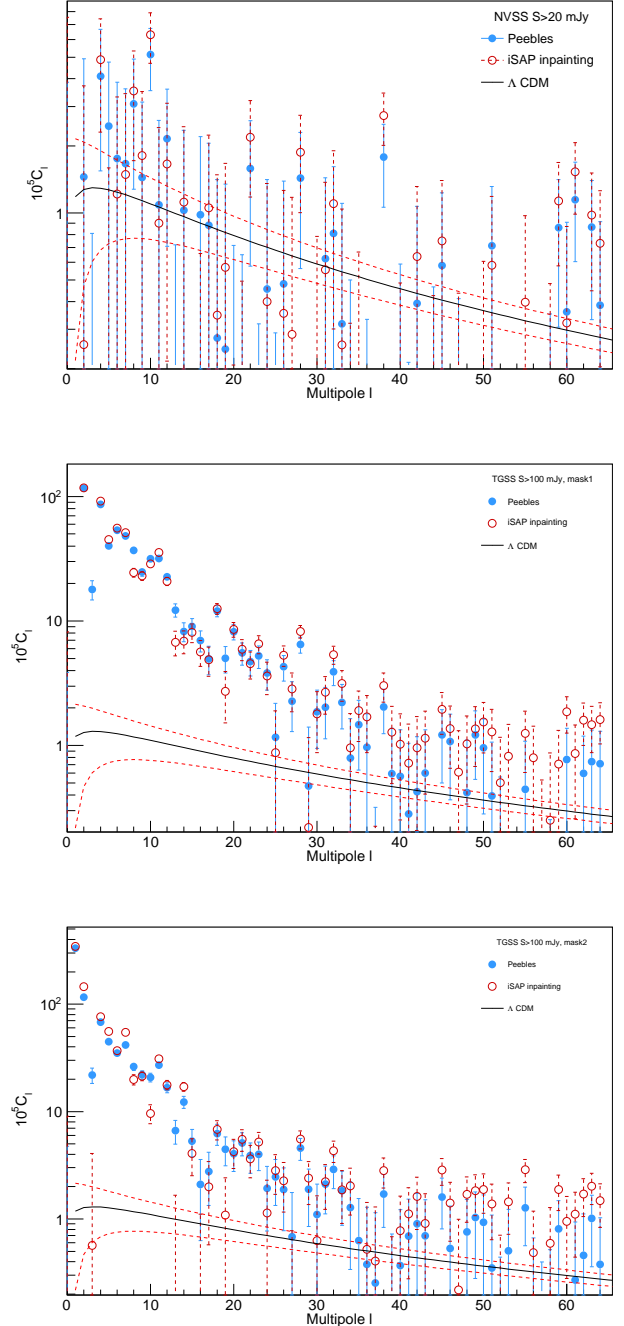 NVSS S>20 mJy
Peebles
iSAP inpainting
Λ CDM
10⁵C_l
1
0 10 20 30 40 50 60
Multipole l
TGSS S>100 mJy, mask1
Peebles
iSAP inpainting
Λ CDM
10⁵C_l
10²
10
1
0 10 20 30 40 50 60
Multipole l
TGSS S>100 mJy, mask2
Peebles
iSAP inpainting
Λ CDM
10⁵C_l
10²
10
1
0 10 20 30 40 50 60
Multipole l